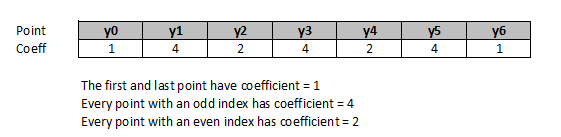 Point y0 y1 y2 y3 y4 y5 y6
Coeff 1 4 2 4 2 4 1
The first and last point have coefficient = 1
Every point with an odd index has coefficient = 4
Every point with an even index has coefficient = 2